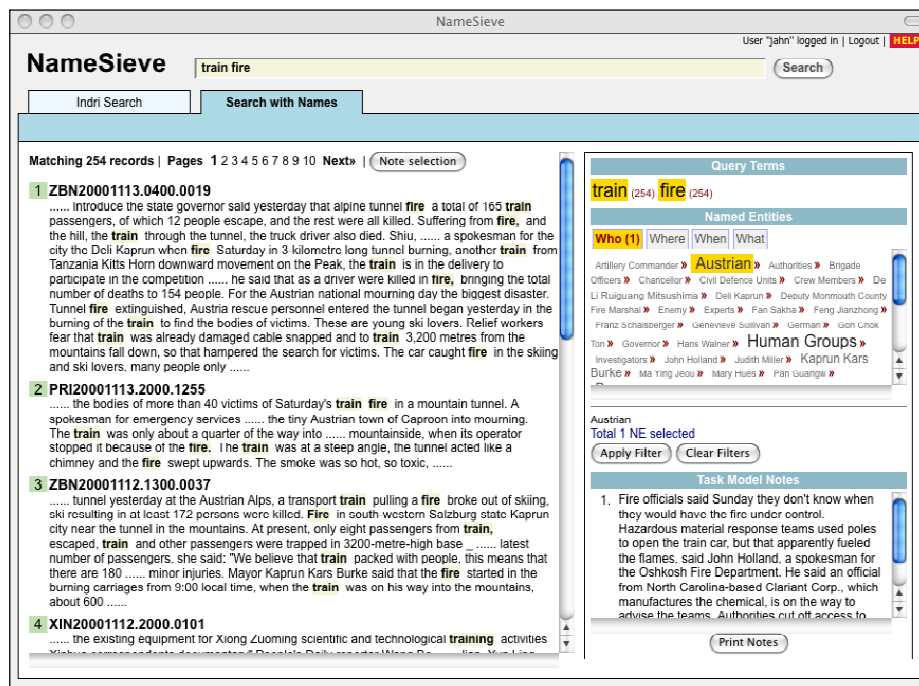 NameSieve
User "jahn" logged in | Logout | HELP
NameSieve
train fire
Search
Indri Search
Search with Names
Matching 254 records | Pages 1 2 3 4 5 6 7 8 9 10 Next» | Note selection
1 ZBN20001113.0400.0019
...... Introduce the state governor said yesterday that alpine tunnel fire a total of 165 train
passengers, of which 12 people escape, and the rest were all killed. Suffering from fire, and
the hill, the train through the tunnel, the truck driver also died. Shiu, ...... a spokesman for the
city the Deli Kaprun when fire Saturday in 3-kilometre long tunnel burning, another train from
Tanzania Kitts Horn downward movement on the Peak, the train is in the delivery to
participate in the competition ...... he said that as a driver were killed in fire, bringing the total
number of deaths to 154 people. For the Austrian national mourning day the biggest disaster.
Tunnel fire extinguished, Austria rescue personnel entered the tunnel began yesterday in the
burning of the train to find the bodies of victims. These are young ski lovers. Relief workers
fear that train was already damaged cable snapped and to train 3,200 metres from the
mountains fall down, so that hampered the search for victims. The car caught fire in the skiing
and ski lovers, many people only ......
2 PRI20001113.2000.1255
...... the bodies of more than 40 victims of Saturday's train fire in a mountain tunnel. A
spokesman for emergency services ...... the tiny Austrian town of Caproon into mourning.
The train was only about a quarter of the way into ...... mountainside, when its operator
stopped it because of the fire. The train was at a steep angle, the tunnel acted like a
chimney and the fire swept upwards. The smoke was so hot, so toxic, ......
3 ZBN20001112.1300.0037
...... tunnel yesterday at the Austrian Alps, a transport train pulling a fire broke out of skiing,
ski resulting in at least 172 persons were killed. Fire in south-western Salzburg state Kaprun
city near the tunnel in the mountains. At present, only eight passengers from train,
escaped, train and other passengers were trapped in 3200-metre-high base _ ...... latest
number of passengers, she said: "We believe that train packed with people, this means that
there are 180 ...... minor injuries. Mayor Kaprun Kars Burke said that the fire started in the
burning carriages from 9:00 local time, when the train was on his way into the mountains,
about 600 ......
4 XIN20001112.2000.0101
...... the existing equipment for Xiong Zuoming scientific and technological training activities
Query Terms
train (254) fire (254)
Named Entities
Who (1) Where When What
Artillery Commander » Austrian » Authorities » Brigade
Officers » Chancellor » Civil Defence Units » Crew Members » De
Li Ruiguang Mitsushima » Deli Kaprun » Deputy Monmouth County
Fire Marshal » Enemy » Experts » Fan Sakha » Feng Jianzhong »
Franz Schalsberger » Genevieve Sullivan » German » Goh Chok
Ton » Governor » Hans Walner » Human Groups »
Investigators » John Holland » Judith Miller » Kaprun Kars
Burke » Ma Ying Jeou » Mary Hues » Pan Guangw »
Austrian
Total 1 NE selected
Apply Filter Clear Filters
Task Model Notes
1. Fire officials said Sunday they don't know when
they would have the fire under control.
Hazardous material response teams used poles
to open the train car, but that apparently fueled
the flames, said John Holland, a spokesman for
the Oshkosh Fire Department. He said an official
from North Carolina-based Clariant Corp., which
manufactures the chemical, is on the way to
advise the teams. Authorities cut off access to
Print Notes